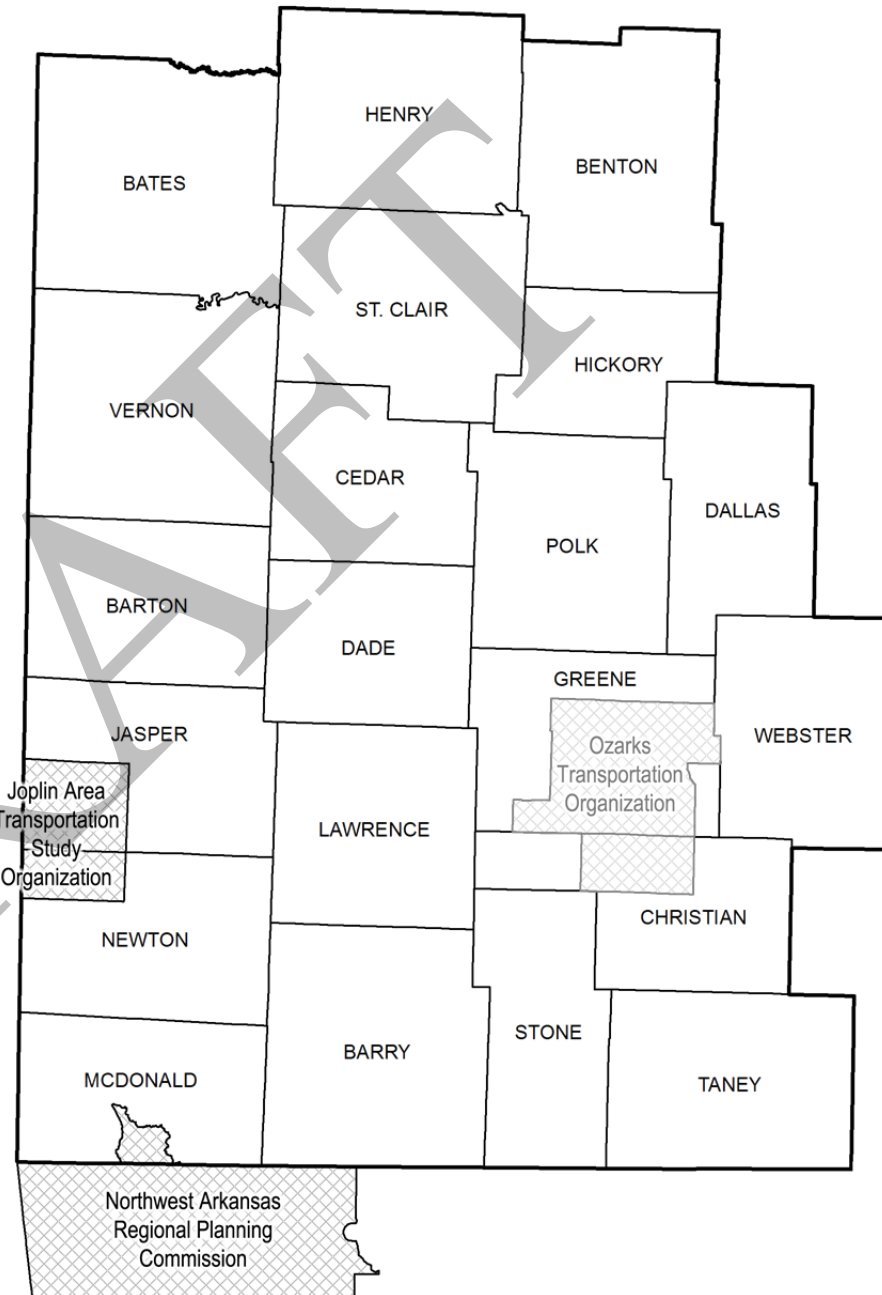 HENRY
BENTON
BATES
ST. CLAIR
HICKORY
VERNON
CEDAR
DALLAS
POLK
BARTON
DADE
GREENE
JASPER
WEBSTER
Ozarks
Transportation
Organization
Joplin Area
Transportation
Study
Organization
LAWRENCE
CHRISTIAN
NEWTON
STONE
BARRY
MCDONALD
TANEY
Northwest Arkansas
Regional Planning
Commission
DRAFT